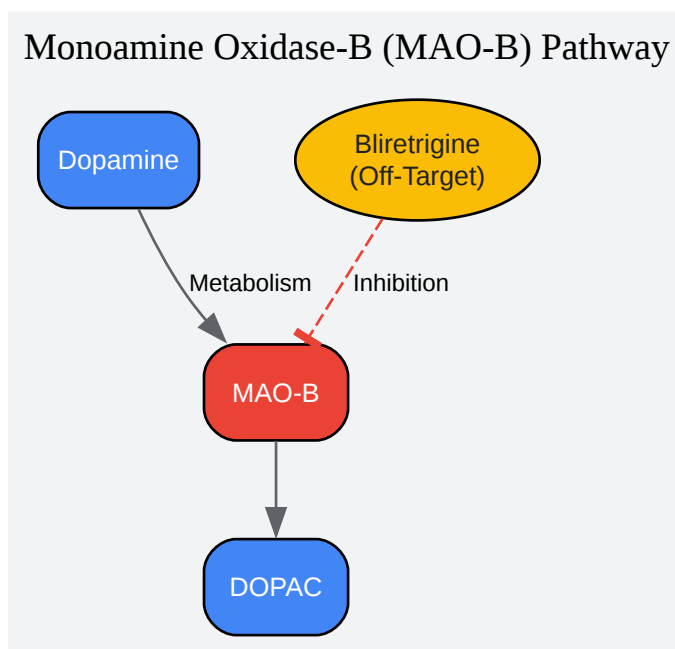 Monoamine Oxidase-B (MAO-B) Pathway
Dopamine
Bliretrigine
(Off-Target)
Metabolism
Inhibition
MAO-B
DOPAC